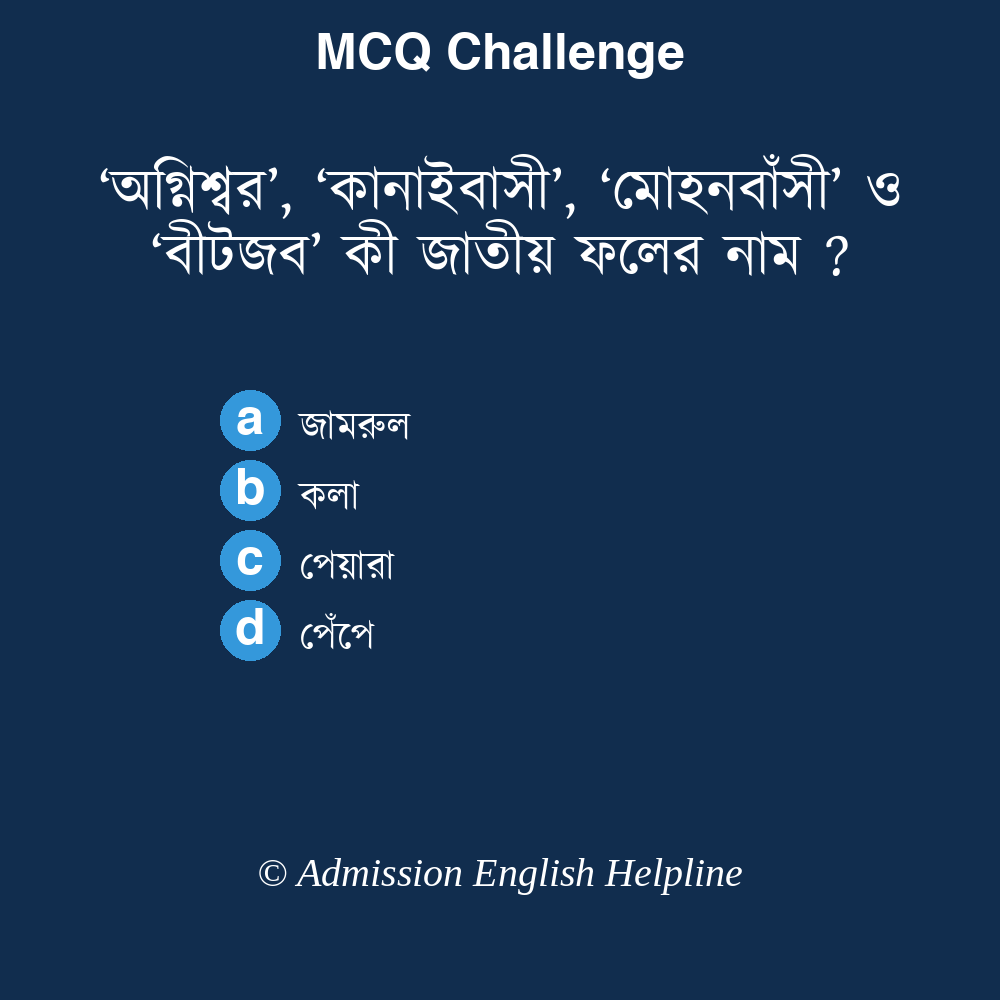 MCQ Challenge
‘অগ্নিশ্বর’, ‘কানাইবাসী’, ‘মোহনবাঁসী’ ও
‘বীটজব’ কী জাতীয় ফলের নাম ?
a জামরুল
b কলা
c পেয়ারা
d পেঁপে
© Admission English Helpline